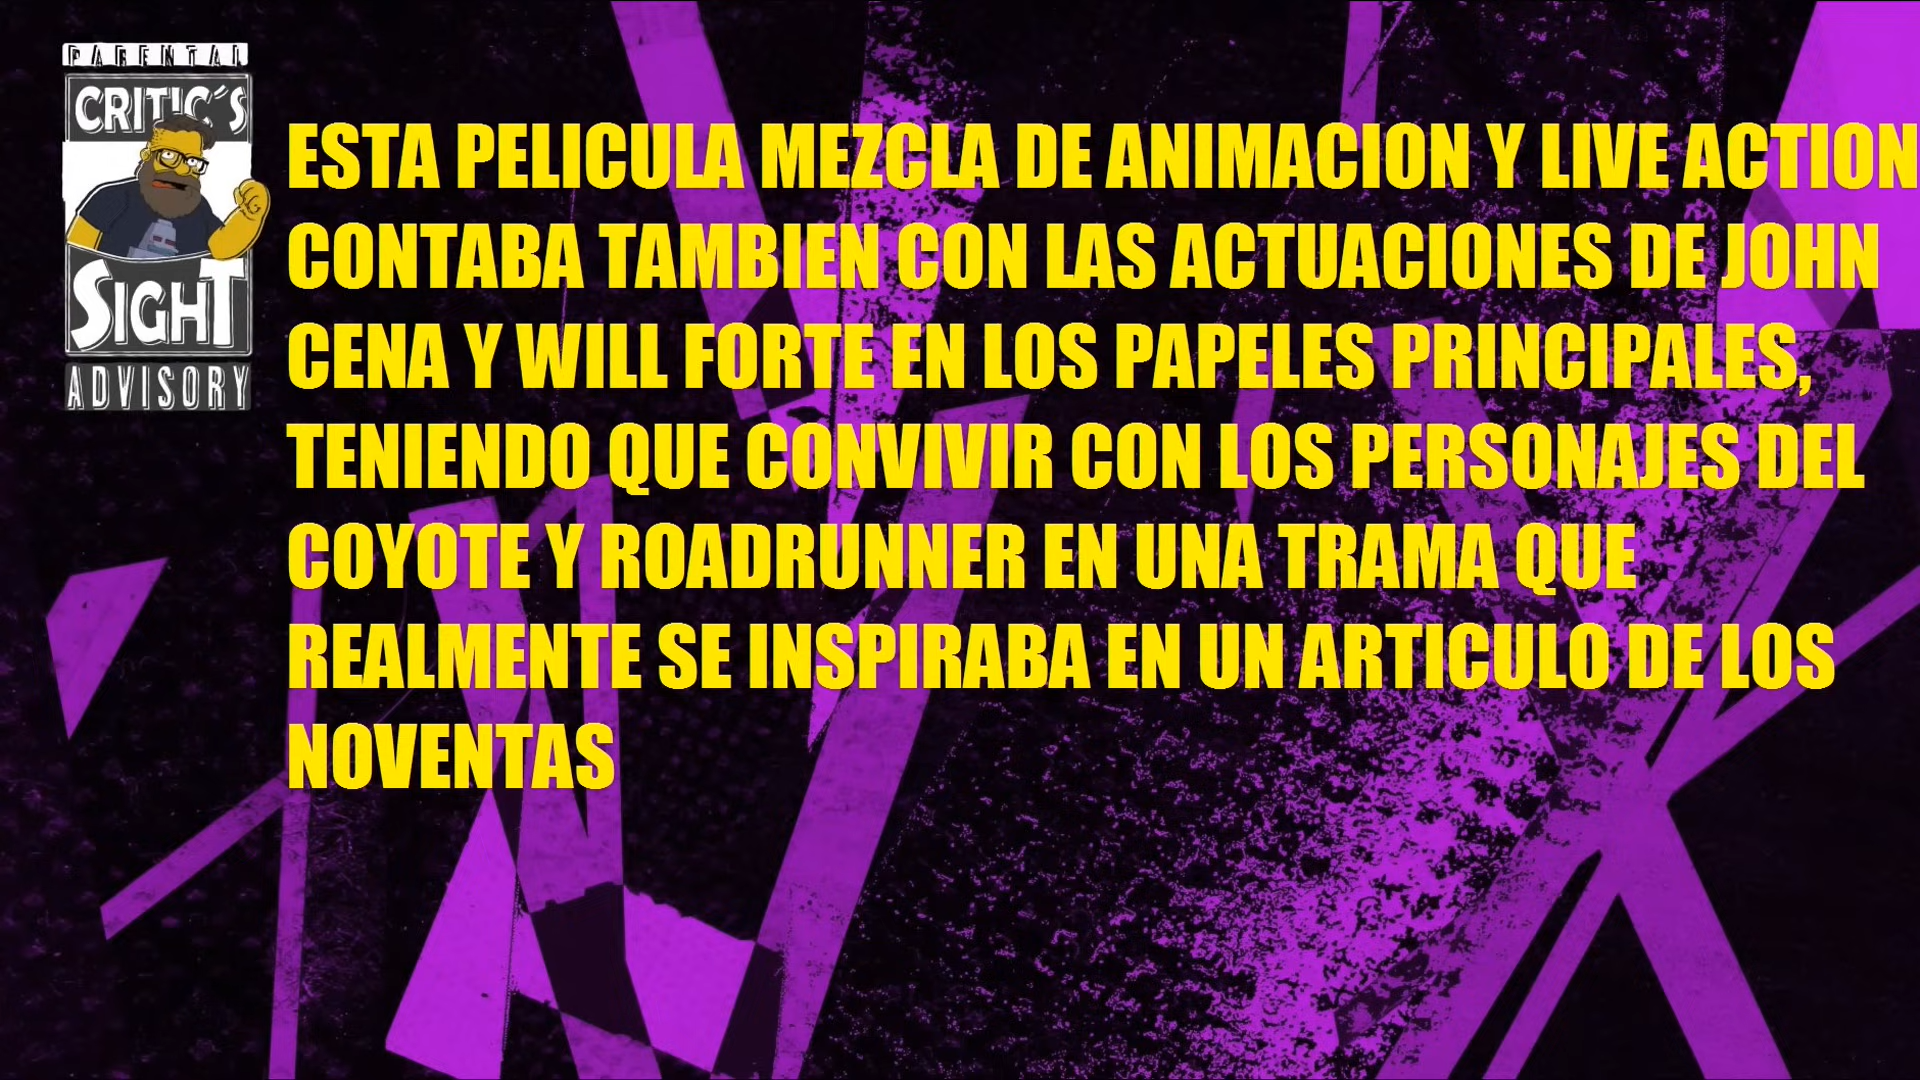 PARENTAL
CRITIC´S
SIGHT
ADVISORY
ESTA PELICULA MEZCLA DE ANIMACION Y LIVE ACTION
CONTABA TAMBIEN CON LAS ACTUACIONES DE JOHN
CENA Y WILL FORTE EN LOS PAPELES PRINCIPALES,
TENIENDO QUE CONVIVIR CON LOS PERSONAJES DEL
COYOTE Y ROADRUNNER EN UNA TRAMA QUE
REALMENTE SE INSPIRABA EN UN ARTICULO DE LOS
NOVENTAS